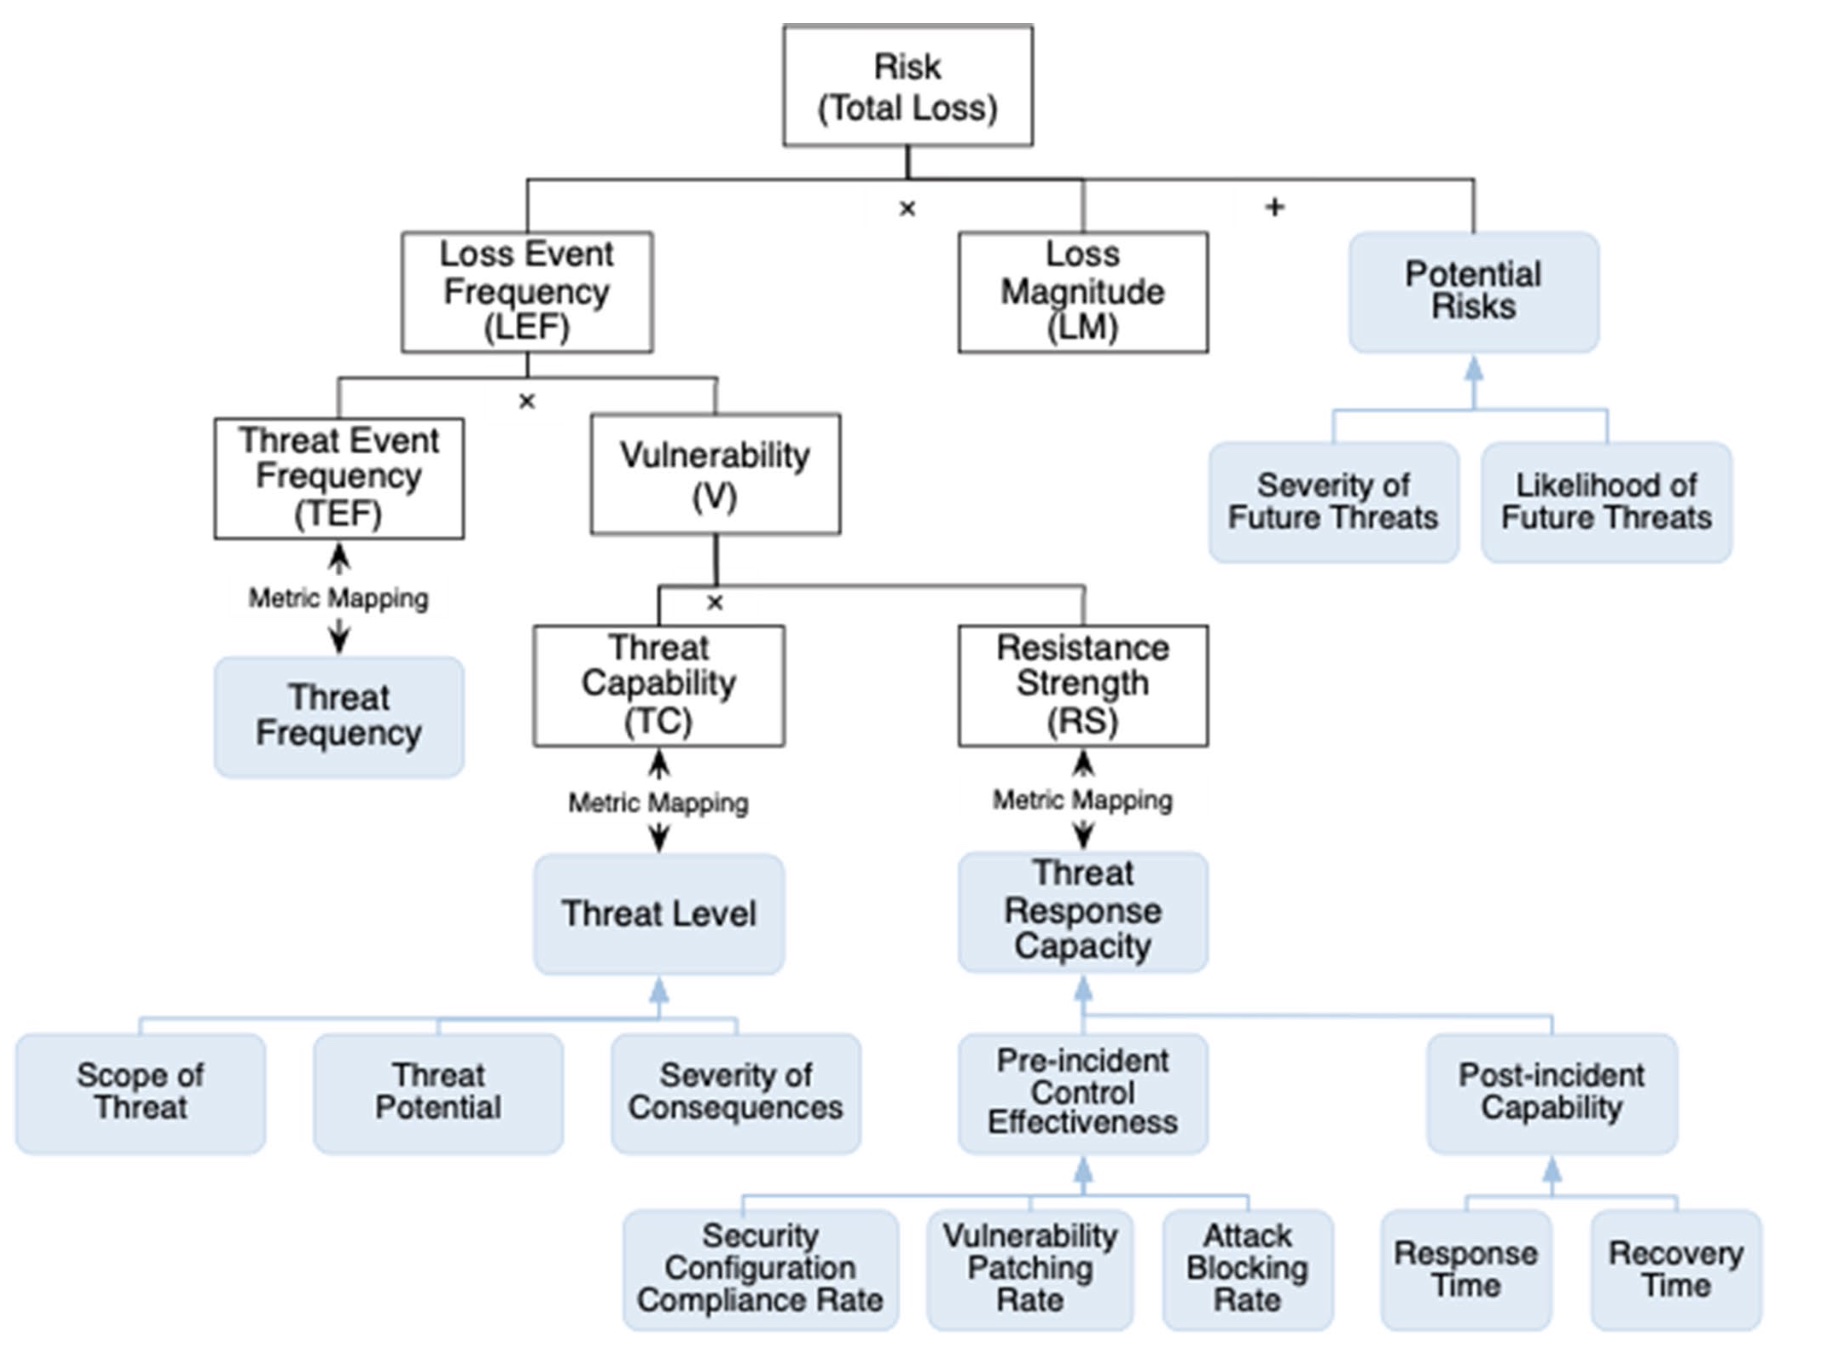 Risk
(Total Loss)
×
+
Loss Event
Frequency
(LEF)
Loss
Magnitude
(LM)
Potential
Risks
×
Threat Event
Frequency
(TEF)
Vulnerability
(V)
Severity of
Future Threats
Likelihood of
Future Threats
Metric Mapping
×
Threat
Frequency
Threat
Capability
(TC)
Resistance
Strength
(RS)
Metric Mapping
Metric Mapping
Threat Level
Threat
Response
Capacity
Scope of
Threat
Threat
Potential
Severity of
Consequences
Pre-incident
Control
Effectiveness
Post-incident
Capability
Security
Configuration
Compliance Rate
Vulnerability
Patching
Rate
Attack
Blocking
Rate
Response
Time
Recovery
Time